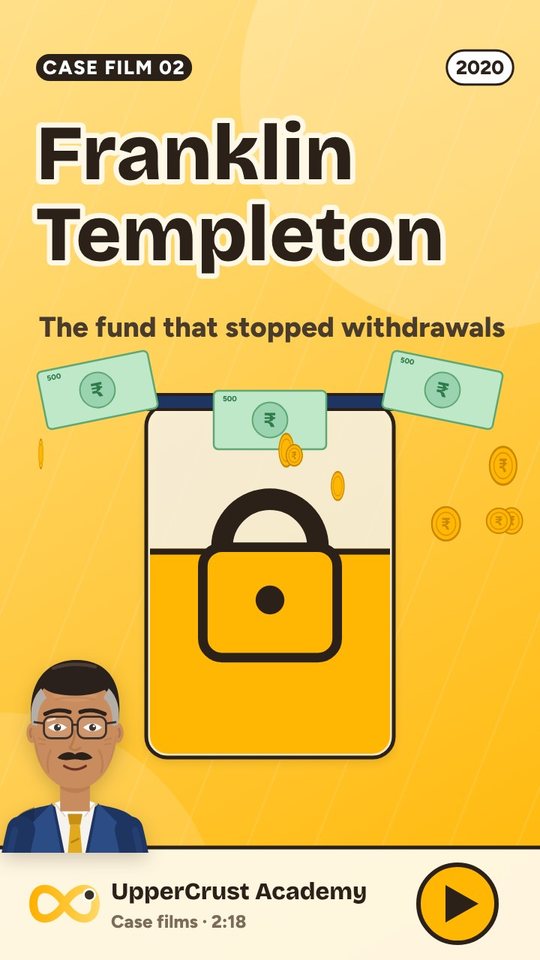 CASE FILM 02
2020
Franklin
Templeton
The fund that stopped withdrawals
500
₹
500
₹
500
₹
₹
₹
₹
₹
₹
UpperCrust Academy
Case films · 2:18